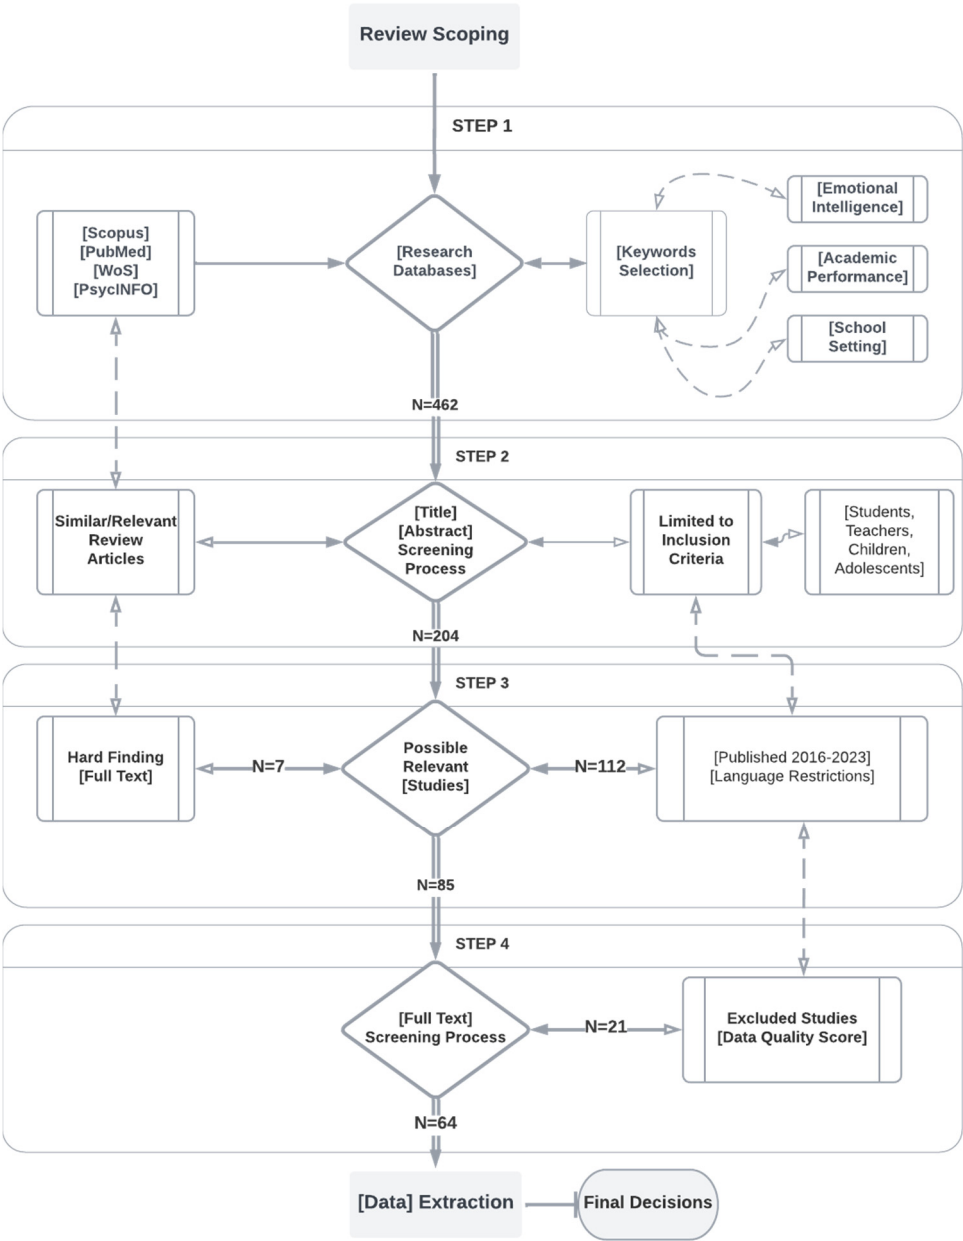 Review Scoping
STEP 1
[Scopus]
[PubMed]
[WoS]
[PsycINFO]
[Research
Databases]
[Keywords
Selection]
[Emotional
Intelligence]
[Academic
Performance]
[School
Setting]
N=462
STEP 2
Similar/Relevant
Review
Articles
[Title]
[Abstract]
Screening
Process
Limited to
Inclusion
Criteria
[Students,
Teachers,
Children,
Adolescents]
N=204
STEP 3
Hard Finding
[Full Text]
N=7
Possible
Relevant
[Studies]
N=112
[Published 2016-2023]
[Language Restrictions]
N=85
STEP 4
[Full Text]
Screening Process
N=21
Excluded Studies
[Data Quality Score]
N=64
[Data] Extraction
Final Decisions